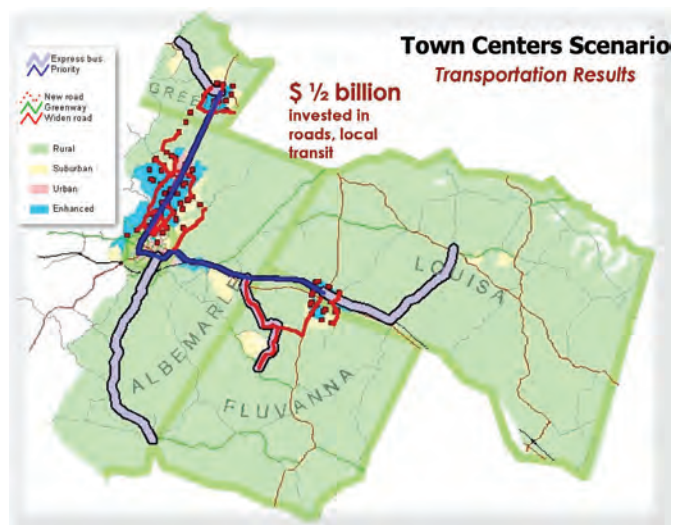 Town Centers Scenario
Transportation Results
$ ½ billion
invested in
roads, local
transit
Express bus
Priority
New road
Greenway
Widen road
Rural
Suburban
Urban
Enhanced
GREE
LOUISA
ALBEMARLE
FLUVANNA